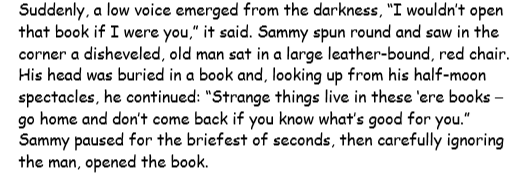 Suddenly, a low voice emerged from the darkness, “I wouldn’t open
that book if I were you,” it said. Sammy spun round and saw in the
corner a disheveled, old man sat in a large leather-bound, red chair.
His head was buried in a book and, looking up from his half-moon
spectacles, he continued: “Strange things live in these ‘ere books –
go home and don’t come back if you know what’s good for you.”
Sammy paused for the briefest of seconds, then carefully ignoring
the man, opened the book.